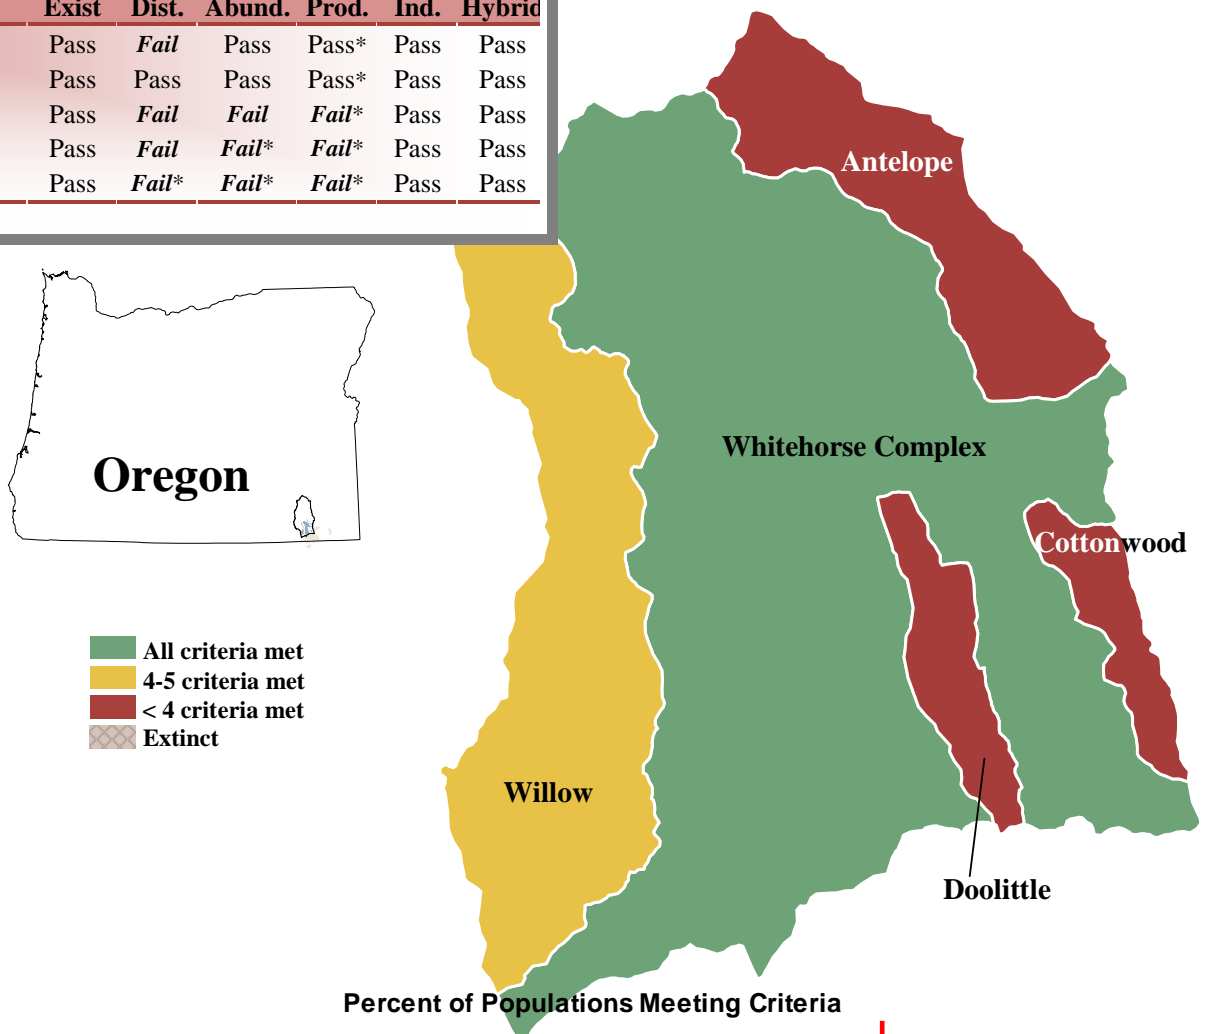 Exist Dist. Abund. Prod. Ind. Hybrid
Pass Fail Pass Pass* Pass Pass
Pass Pass Pass Pass* Pass Pass
Pass Fail Fail Fail* Pass Pass
Pass Fail Fail* Fail* Pass Pass
Pass Fail* Fail* Fail* Pass Pass
Antelope
Whitehorse Complex
Oregon
Cottonwood
All criteria met
4-5 criteria met
< 4 criteria met
Extinct
Willow
Doolittle
Percent of Populations Meeting Criteria